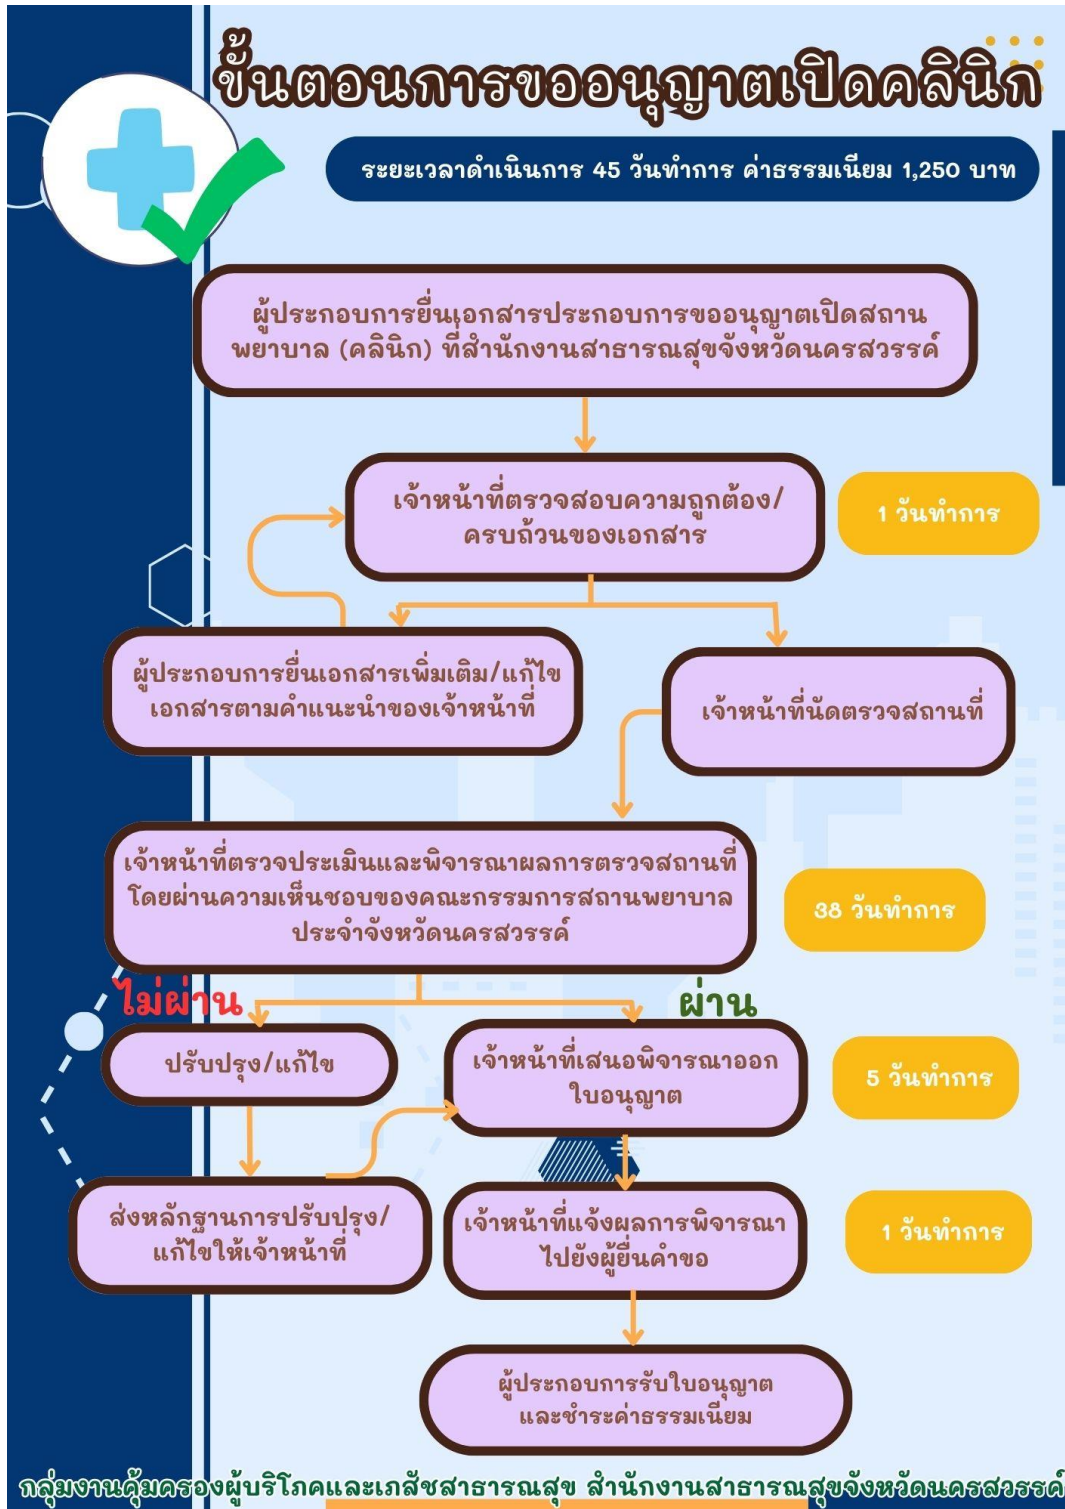 ขั้นตอนการขออนุญาตเปิดคลินิก
ระยะเวลาดำเนินการ 45 วันทำการ ค่าธรรมเนียม 1,250 บาท
ผู้ประกอบการยื่นเอกสารประกอบการขออนุญาตเปิดสถาน
พยาบาล (คลินิก) ที่สำนักงานสาธารณสุขจังหวัดนครสวรรค์
เจ้าหน้าที่ตรวจสอบความถูกต้อง/
ครบถ้วนของเอกสาร
1 วันทำการ
ผู้ประกอบการยื่นเอกสารเพิ่มเติม/แก้ไข
เอกสารตามคำแนะนำของเจ้าหน้าที่
เจ้าหน้าที่นัดตรวจสถานที่
เจ้าหน้าที่ตรวจประเมินและพิจารณาผลการตรวจสถานที่
โดยผ่านความเห็นชอบของคณะกรรมการสถานพยาบาล
ประจำจังหวัดนครสวรรค์
38 วันทำการ
ไม่ผ่าน
ผ่าน
ปรับปรุง/แก้ไข
เจ้าหน้าที่เสนอพิจารณาออก
ใบอนุญาต
5 วันทำการ
ส่งหลักฐานการปรับปรุง/
แก้ไขให้เจ้าหน้าที่
เจ้าหน้าที่แจ้งผลการพิจารณา
ไปยังผู้ยื่นคำขอ
1 วันทำการ
ผู้ประกอบการรับใบอนุญาต
และชำระค่าธรรมเนียม
กลุ่มงานคุ้มครองผู้บริโภคและเภสัชสาธารณสุข สำนักงานสาธารณสุขจังหวัดนครสวรรค์